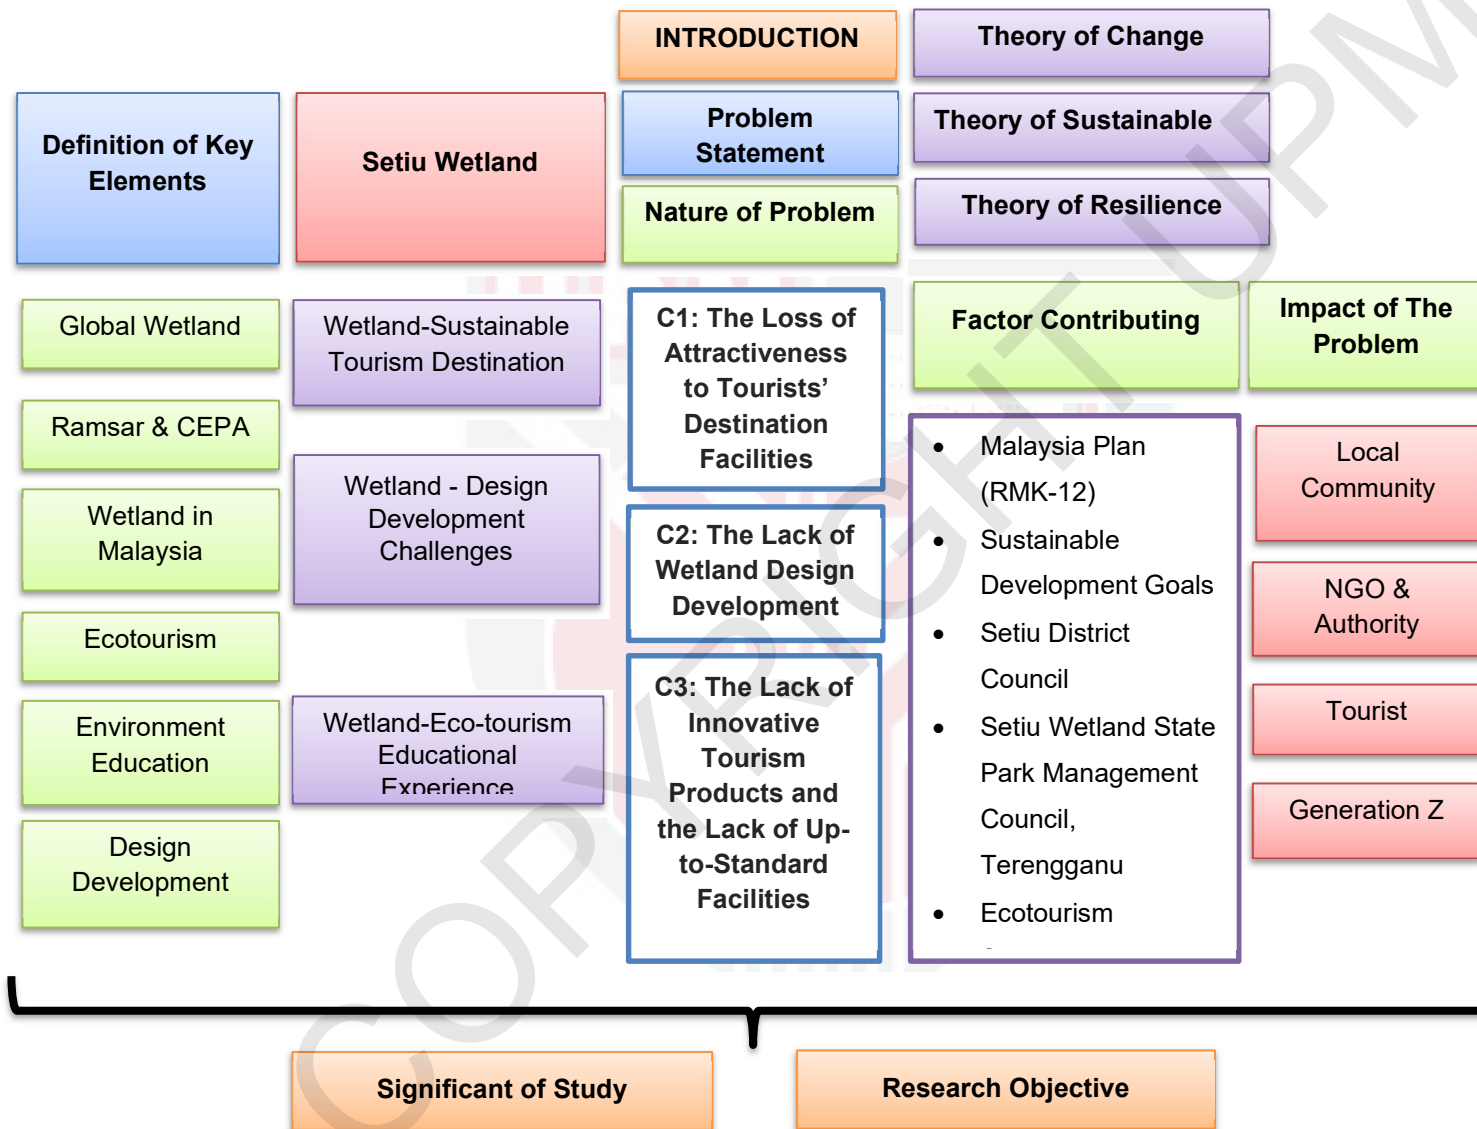 INTRODUCTION
Theory of Change
Definition of Key
Elements
Setiu Wetland
Problem
Statement
Theory of Sustainable
Nature of Problem
Theory of Resilience
Global Wetland
Ramsar & CEPA
Wetland in
Malaysia
Ecotourism
Environment
Education
Design
Development
Wetland-Sustainable
Tourism Destination
Wetland - Design
Development
Challenges
Wetland-Eco-tourism
Educational
Experience
C1: The Loss of
Attractiveness
to Tourists’
Destination
Facilities
C2: The Lack of
Wetland Design
Development
C3: The Lack of
Innovative
Tourism
Products and
the Lack of Up-
to-Standard
Facilities
Factor Contributing
• Malaysia Plan
(RMK-12)
• Sustainable
Development Goals
• Setiu District
Council
• Setiu Wetland State
Park Management
Council,
Terengganu
• Ecotourism
Impact of The
Problem
Local
Community
NGO &
Authority
Tourist
Generation Z
Significant of Study
Research Objective
COPYRIGHT UPM